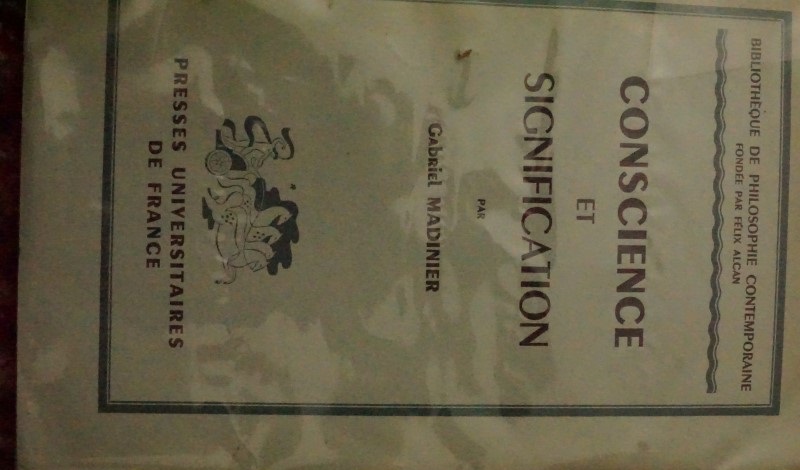 BIBLIOTHÈQUE DE PHILOSOPHIE CONTEMPORAINE
FONDÉE PAR FÉLIX ALCAN
CONSCIENCE
ET
SIGNIFICATION
PAR
Gabriel MADINIER
PRESSES UNIVERSITAIRES
DE FRANCE